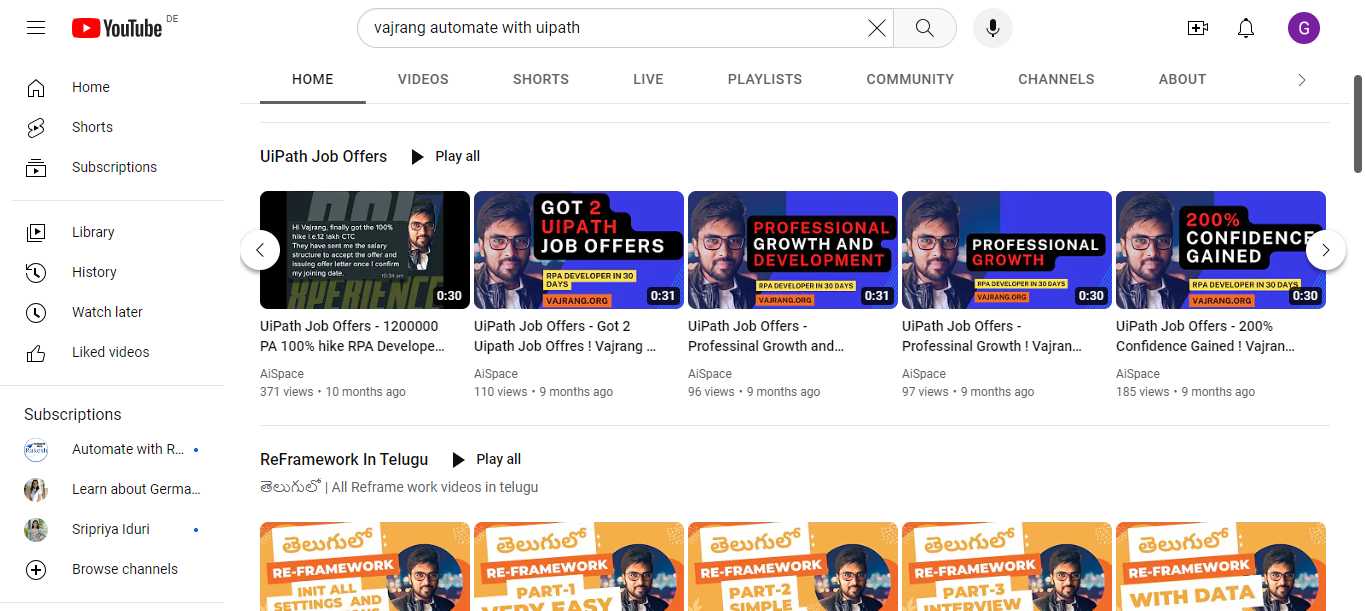 YouTube DE
vajrang automate with uipath
G
HOME VIDEOS SHORTS LIVE PLAYLISTS COMMUNITY CHANNELS ABOUT
Home
Shorts
Subscriptions
Library
History
Watch later
Liked videos
Subscriptions
Automate with R...
Learn about Germa...
Sripriya Iduri
Browse channels
UiPath Job Offers Play all
Hi Vajrang, finally got the 100%
hike i.e.12 lakh CTC
They have sent me the salary
structure to accept the offer and
issuing offer letter once I confirm
my joining date.
0:30
UiPath Job Offers - 1200000
PA 100% hike RPA Develope...
AiSpace
371 views • 10 months ago
GOT 2
UIPATH
JOB OFFERS
RPA DEVELOPER IN 30
DAYS
VAJRANG.ORG
0:31
UiPath Job Offers - Got 2
Uipath Job Offres ! Vajrang ...
AiSpace
110 views • 9 months ago
PROFESSIONAL
GROWTH AND
DEVELOPMENT
RPA DEVELOPER IN 30 DAYS
VAJRANG.ORG
0:31
UiPath Job Offers -
Professinal Growth and...
AiSpace
96 views • 9 months ago
PROFESSIONAL
GROWTH
RPA DEVELOPER IN 30 DAYS
VAJRANG.ORG
0:30
UiPath Job Offers -
Professinal Growth ! Vajran...
AiSpace
97 views • 9 months ago
200%
CONFIDENCE
GAINED
RPA DEVELOPER IN 30 DAYS
VAJRANG.ORG
0:30
UiPath Job Offers - 200%
Confidence Gained ! Vajran...
AiSpace
185 views • 9 months ago
ReFramework In Telugu Play all
తెలుగులో | All Reframe work videos in telugu
తెలుగులో
RE-FRAMEWORK
INIT ALL
SETTINGS AND
తెలుగులో
RE-FRAMEWORK
PART-1
VERY EASY
తెలుగులో
RE-FRAMEWORK
PART-2
SIMPLE
తెలుగులో
RE-FRAMEWORK
PART-3
INTERVIEW
తెలుగులో
RE-FRAMEWORK
WITH DATA